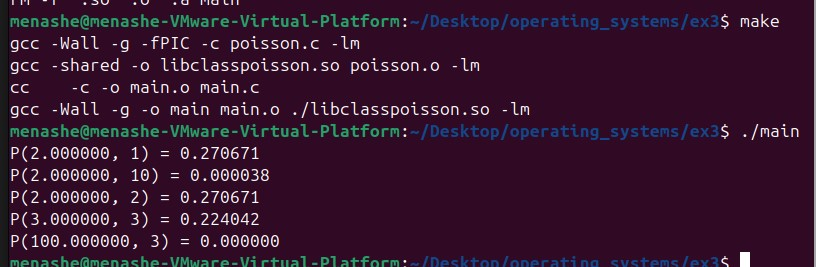 rm -f *.so *.o *.a main
menashe@menashe-VMware-Virtual-Platform:~/Desktop/operating_systems/ex3$ make
gcc -Wall -g -fPIC -c poisson.c -lm
gcc -shared -o libclasspoisson.so poisson.o -lm
cc    -c -o main.o main.c
gcc -Wall -g -o main main.o ./libclasspoisson.so -lm
menashe@menashe-VMware-Virtual-Platform:~/Desktop/operating_systems/ex3$ ./main
P(2.000000, 1) = 0.270671
P(2.000000, 10) = 0.000038
P(2.000000, 2) = 0.270671
P(3.000000, 3) = 0.224042
P(100.000000, 3) = 0.000000
menashe@menashe-VMware-Virtual-Platform:~/Desktop/operating_systems/ex3$